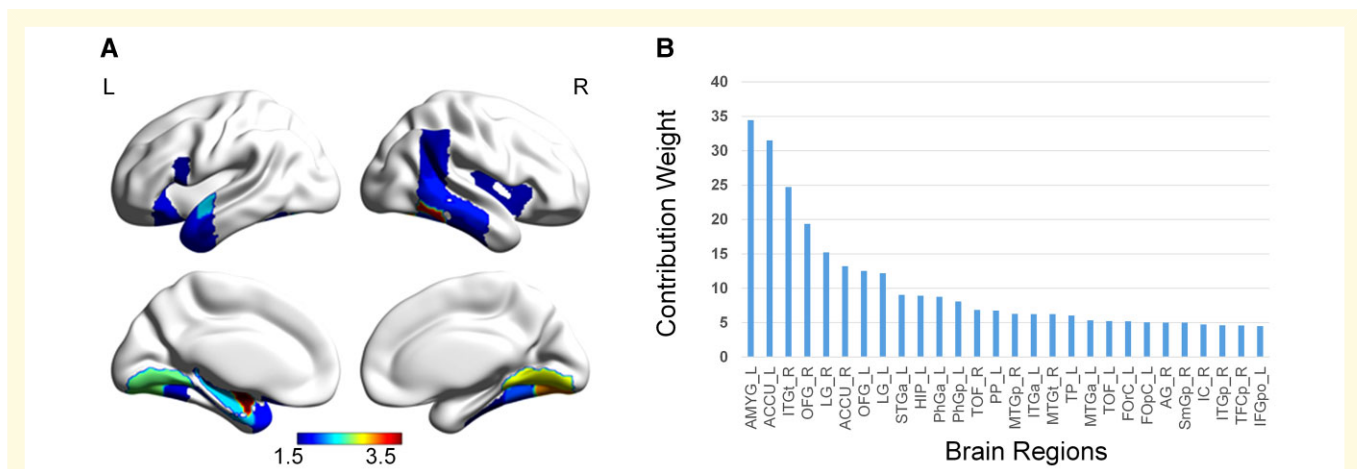 A
L
R
1.5
3.5
B
Contribution Weight
40
35
30
25
20
15
10
5
0
AMYG_L
ACCU_L
ITGt_R
OFG_R
LG_R
ACCU_R
OFG_L
LG_L
STGa_L
HIP_L
PhGa_L
PhGp_L
TOF_R
PP_L
MTGp_R
ITGa_L
MTGt_R
TP_L
MTGa_L
TOF_L
FOrC_L
FOpC_L
AG_R
SmGp_R
IC_R
ITGp_R
TFCp_R
IFGpo_L
Brain Regions